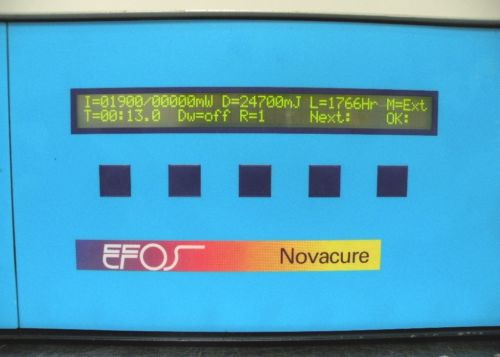 I=01900/00000mW D=24700mJ L=1766Hr M=Ext
T=00:13.0 Dw=off R=1 Next: OK:
EFOS Novacure